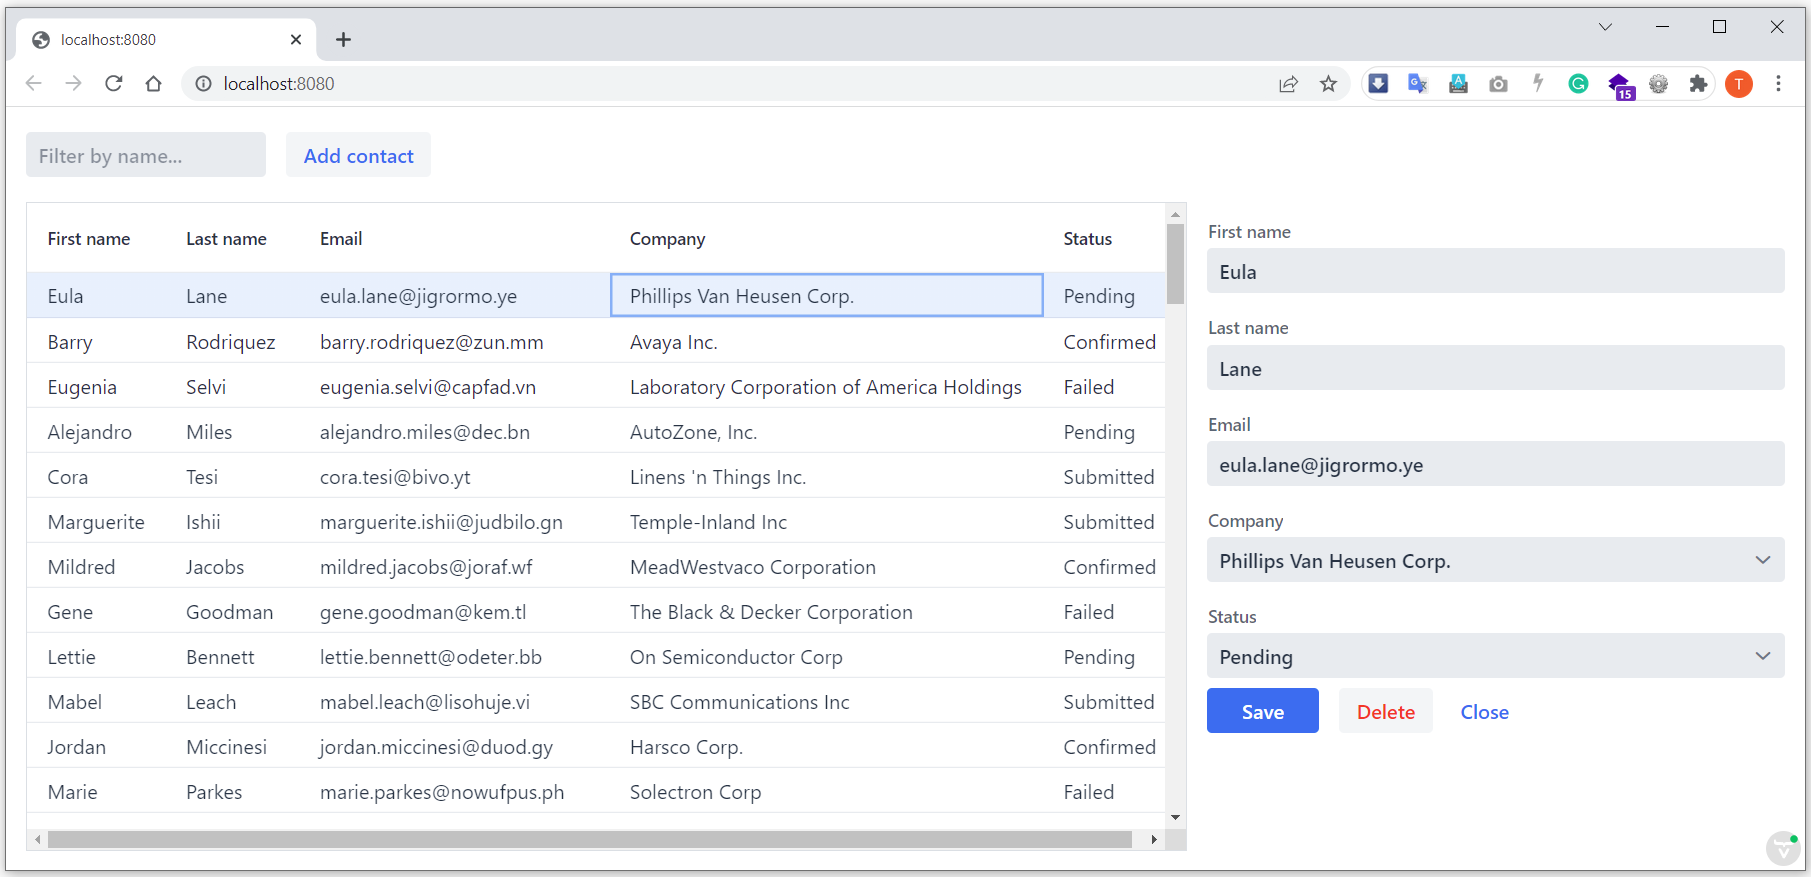 localhost:8080
localhost:8080
15
T
Filter by name...
Add contact
First name Last name Email Company Status
Eula Lane eula.lane@jigrormo.ye Phillips Van Heusen Corp. Pending
Barry Rodriquez barry.rodriquez@zun.mm Avaya Inc. Confirmed
Eugenia Selvi eugenia.selvi@capfad.vn Laboratory Corporation of America Holdings Failed
Alejandro Miles alejandro.miles@dec.bn AutoZone, Inc. Pending
Cora Tesi cora.tesi@bivo.yt Linens 'n Things Inc. Submitted
Marguerite Ishii marguerite.ishii@judbilo.gn Temple-Inland Inc Submitted
Mildred Jacobs mildred.jacobs@joraf.wf MeadWestvaco Corporation Confirmed
Gene Goodman gene.goodman@kem.tl The Black & Decker Corporation Failed
Lettie Bennett lettie.bennett@odeter.bb On Semiconductor Corp Pending
Mabel Leach mabel.leach@lisohuje.vi SBC Communications Inc Submitted
Jordan Miccinesi jordan.miccinesi@duod.gy Harsco Corp. Confirmed
Marie Parkes marie.parkes@nowufpus.ph Solectron Corp Failed
First name
Eula
Last name
Lane
Email
eula.lane@jigrormo.ye
Company
Phillips Van Heusen Corp.
Status
Pending
Save Delete Close